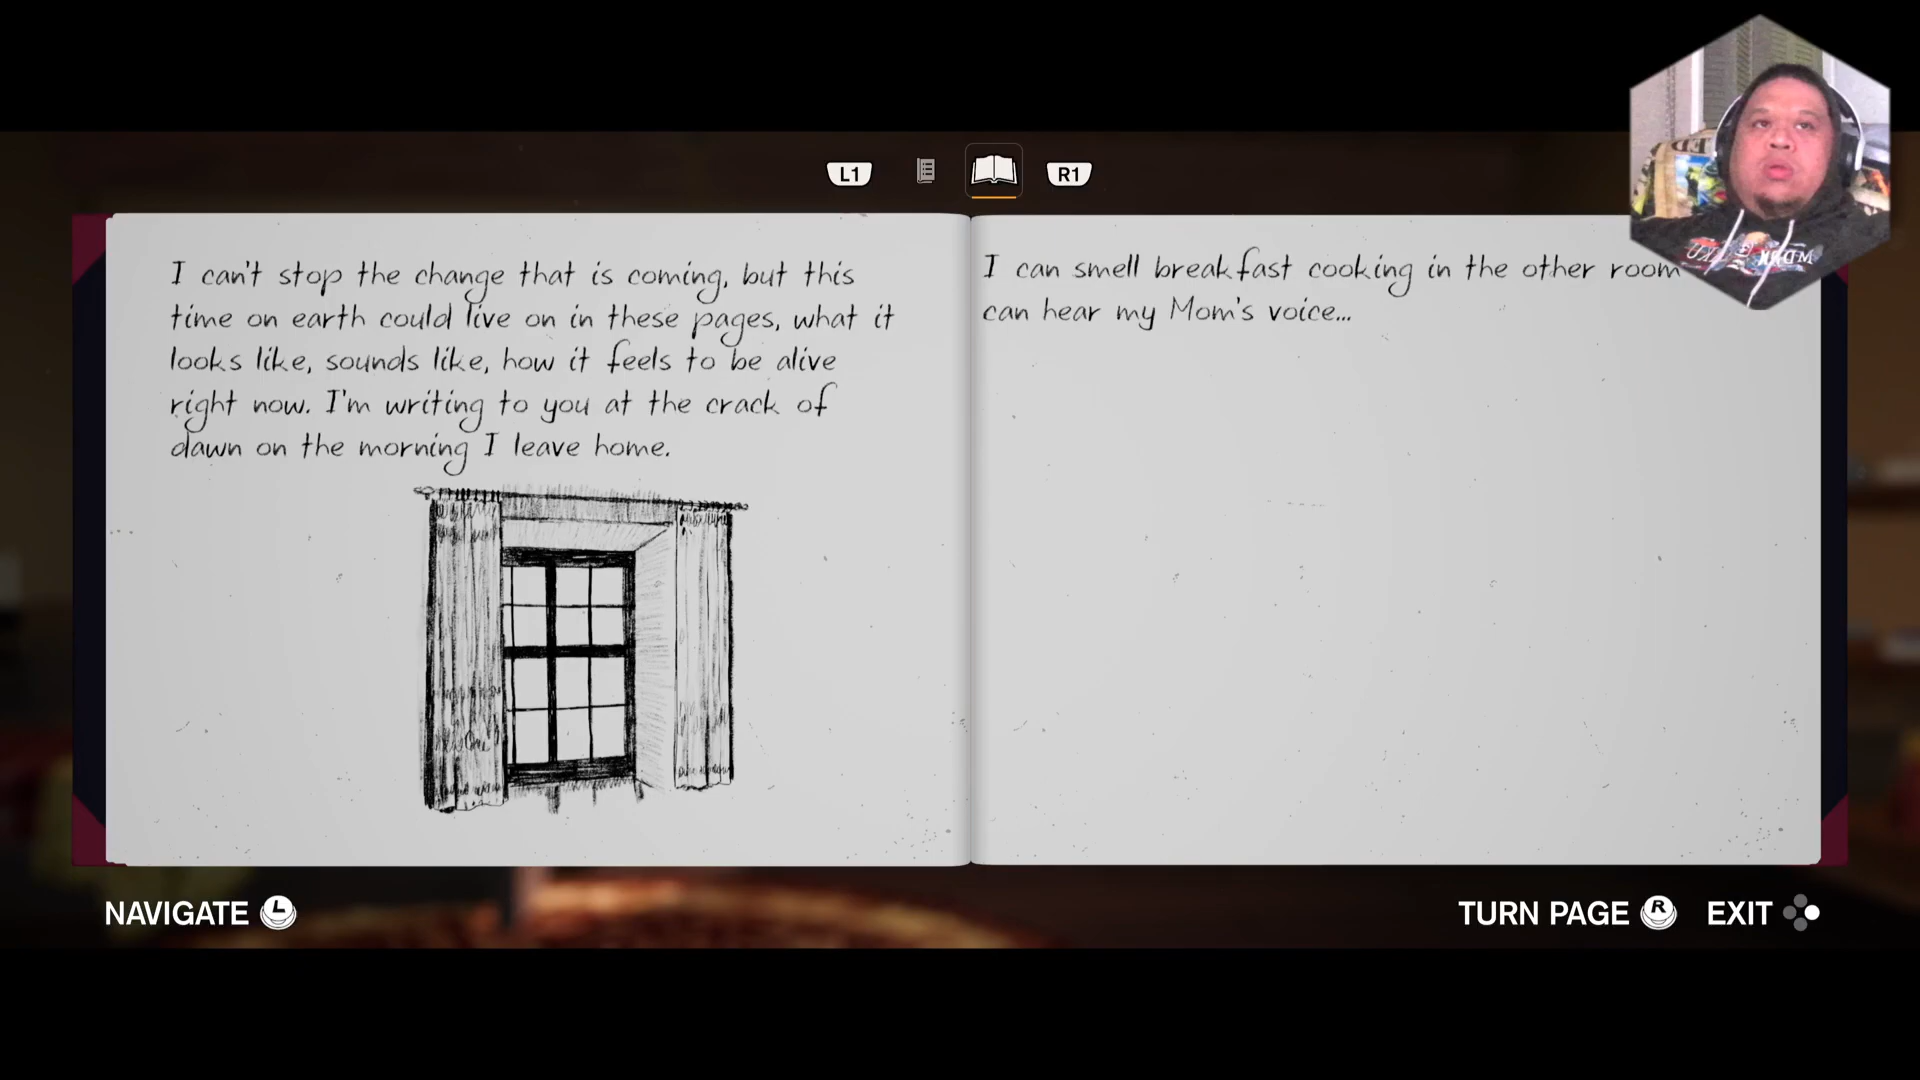 L1
R1
I can't stop the change that is coming, but this
time on earth could live on in these pages, what it
looks like, sounds like, how it feels to be alive
right now. I'm writing to you at the crack of
dawn on the morning I leave home.
I can smell breakfast cooking in the other room
can hear my Mom's voice...
NAVIGATE L
TURN PAGE R
EXIT